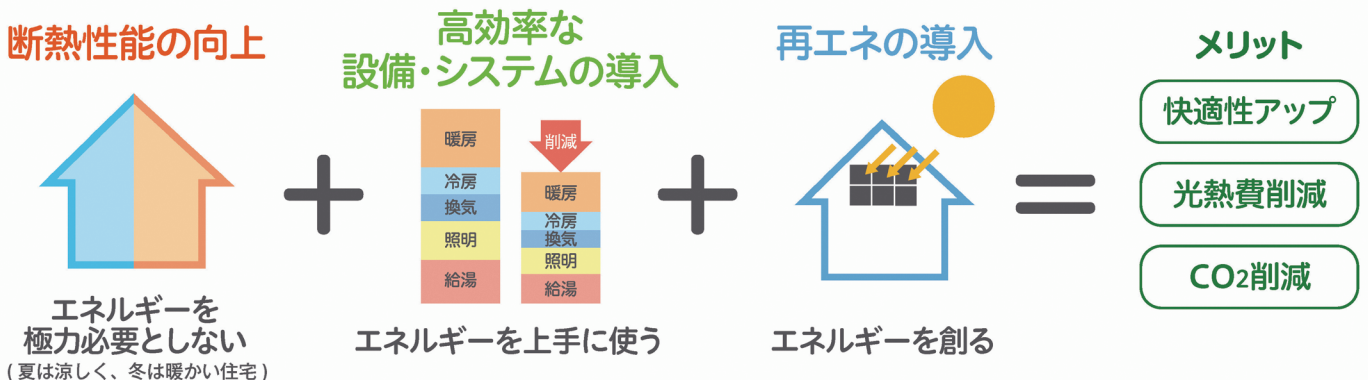 断熱性能の向上
エネルギーを
極力必要としない
(夏は涼しく、冬は暖かい住宅)
高効率な
設備・システムの導入
暖房
冷房
換気
照明
給湯
削減
暖房
冷房
換気
照明
給湯
エネルギーを上手に使う
再エネの導入
エネルギーを創る
メリット
快適性アップ
光熱費削減
CO2削減